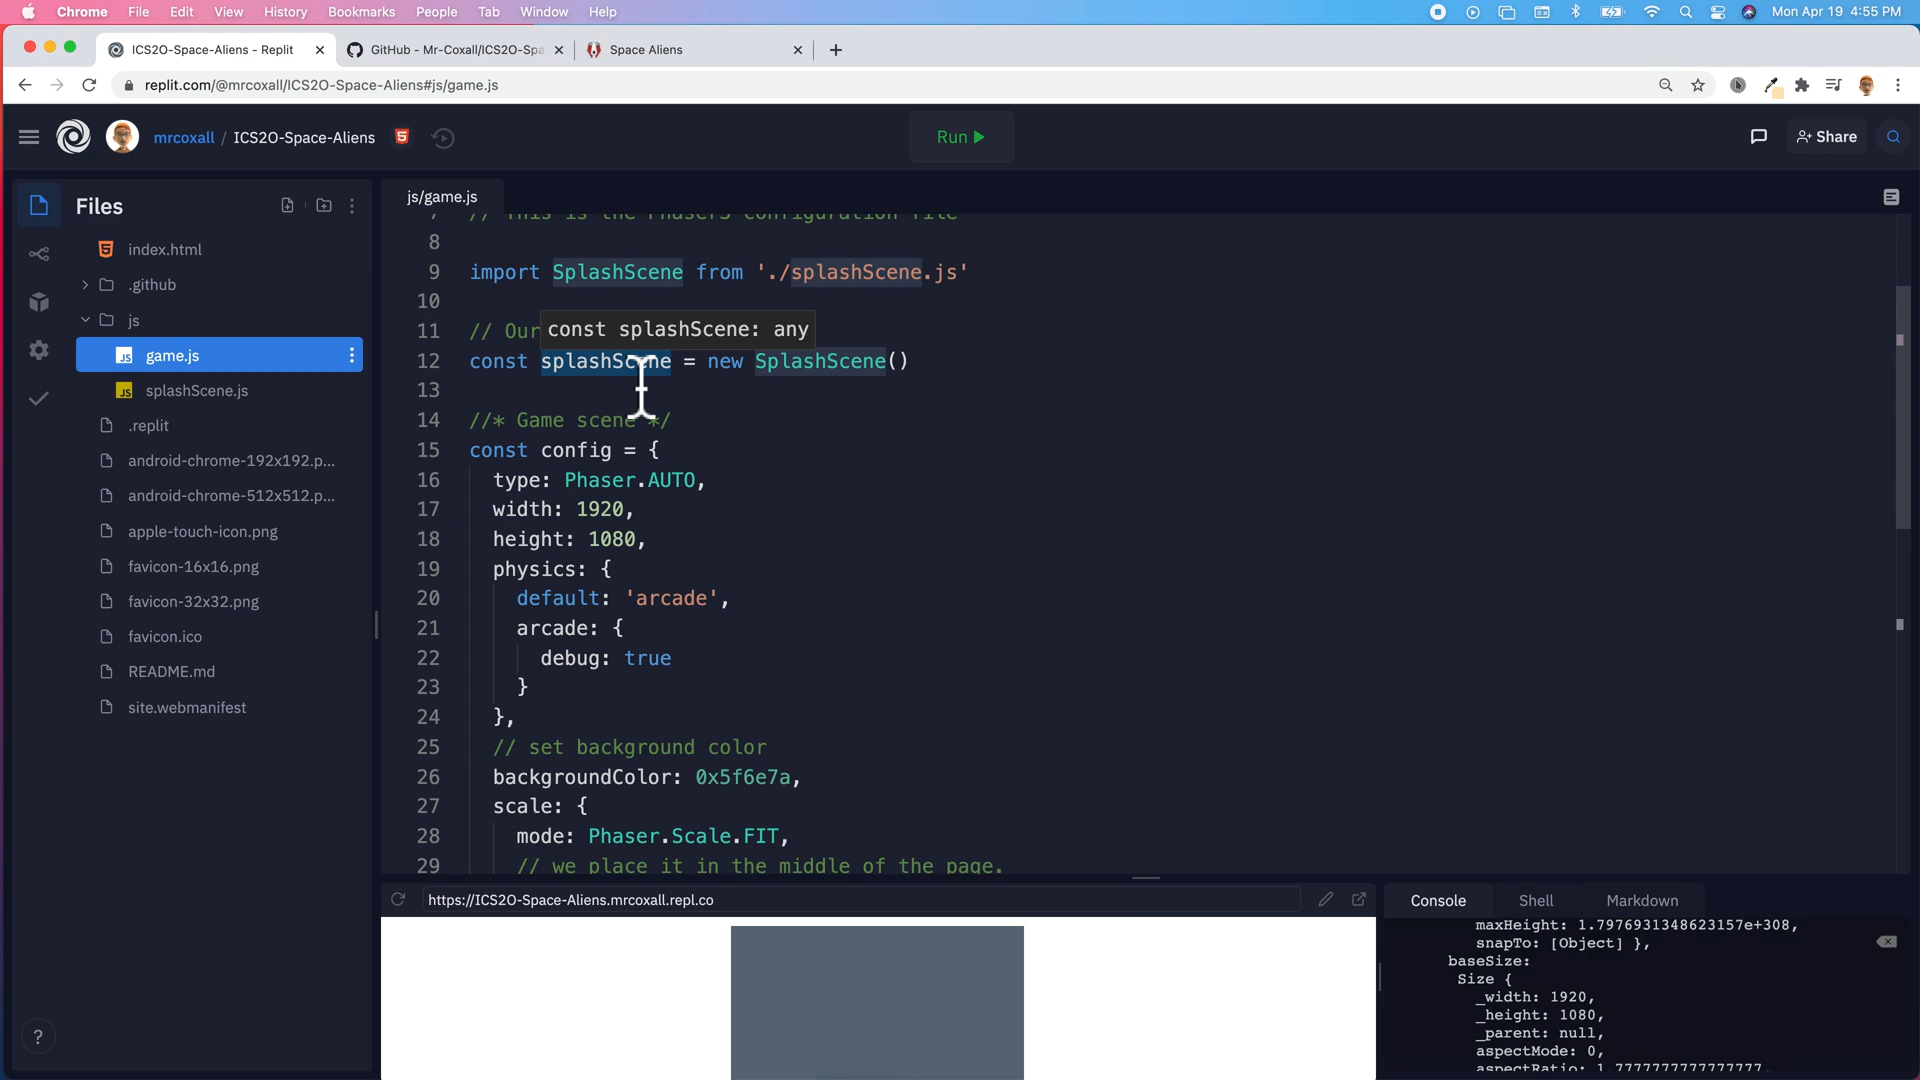 Chrome File Edit View History Bookmarks People Tab Window Help Mon Apr 19 4:55 PM
ICS2O-Space-Aliens - Replit GitHub - Mr-Coxall/ICS2O-Spa Space Aliens
replit.com/@mrcoxall/ICS2O-Space-Aliens#js/game.js
mrcoxall / ICS2O-Space-Aliens Run Share
Files
index.html
.github
js
game.js
splashScene.js
.replit
android-chrome-192x192.p...
android-chrome-512x512.p...
apple-touch-icon.png
favicon-16x16.png
favicon-32x32.png
favicon.ico
README.md
site.webmanifest
?
js/game.js
7 // This is the Phaser3 configuration file
8
9 import SplashScene from './splashScene.js'
10
11 // Our
const splashScene: any
12 const splashScene = new SplashScene()
13
14 //* Game scene */
15 const config = {
16 type: Phaser.AUTO,
17 width: 1920,
18 height: 1080,
19 physics: {
20 default: 'arcade',
21 arcade: {
22 debug: true
23 }
24 },
25 // set background color
26 backgroundColor: 0x5f6e7a,
27 scale: {
28 mode: Phaser.Scale.FIT,
29 // we place it in the middle of the page.
https://ICS2O-Space-Aliens.mrcoxall.repl.co
Console Shell Markdown
maxHeight: 1.7976931348623157e+308,
snapTo: [Object] },
baseSize:
Size {
_width: 1920,
_height: 1080,
_parent: null,
aspectMode: 0,
aspectRatio: 1.7777777777777777,